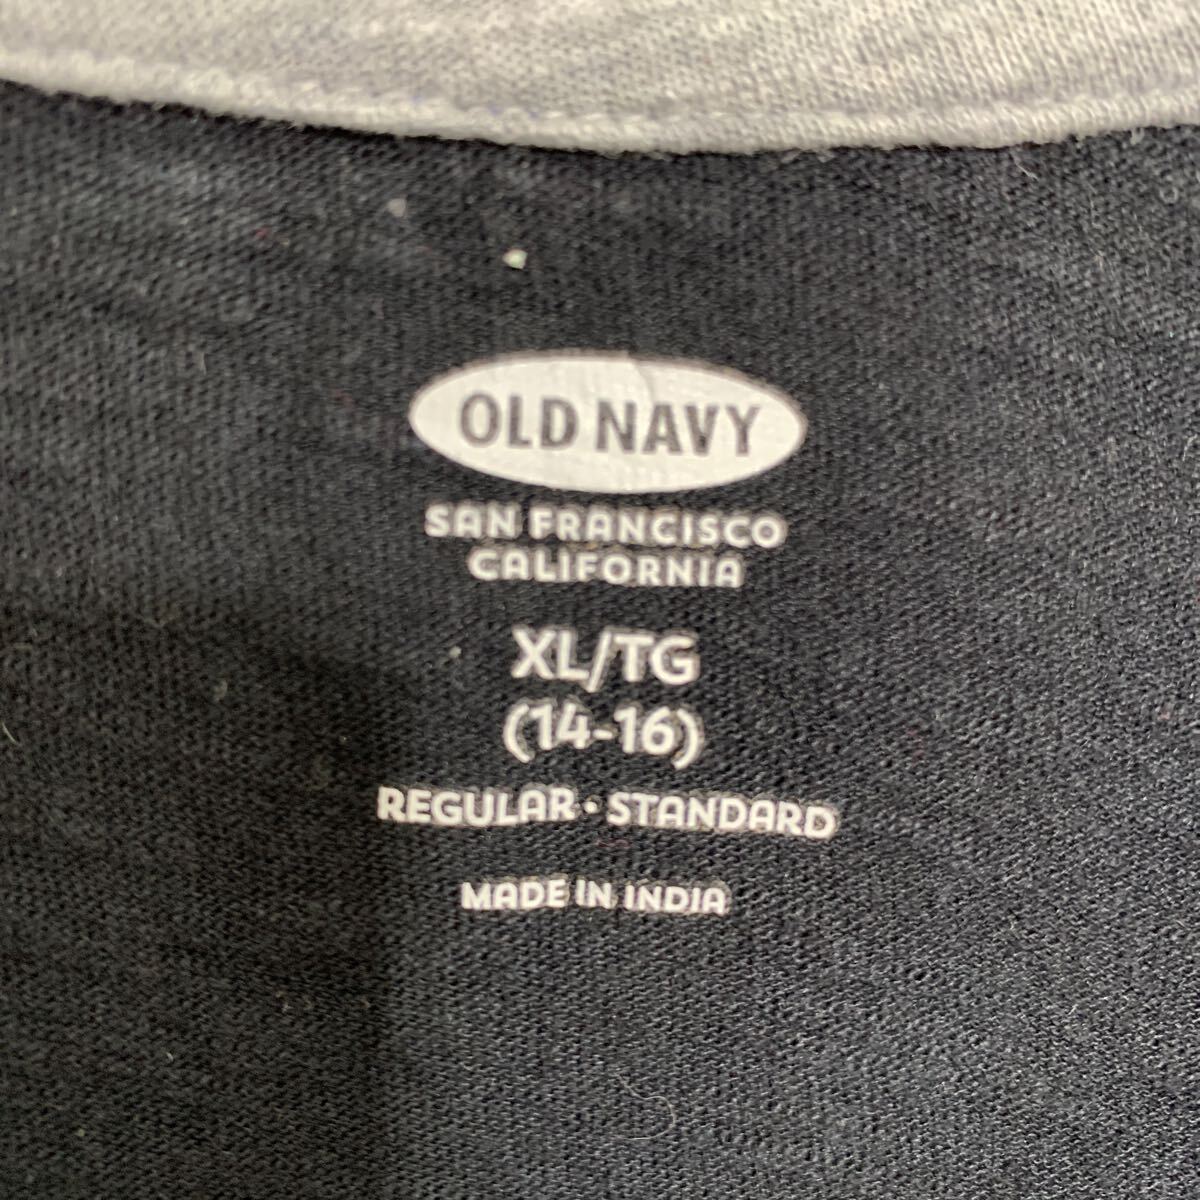 OLD NAVY
SAN FRANCISCO
CALIFORNIA
XL/TG
(14-16)
REGULAR • STANDARD
MADE IN INDIA